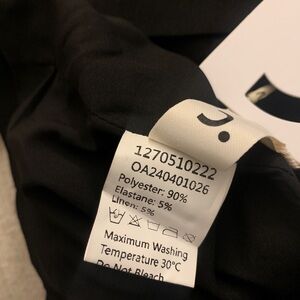 J.
1270510222
OA240401026
Polyester: 90%
Elastane: 5%
Linen: 5%
Maximum Washing
Temperature 30°C
Do Not Bleach